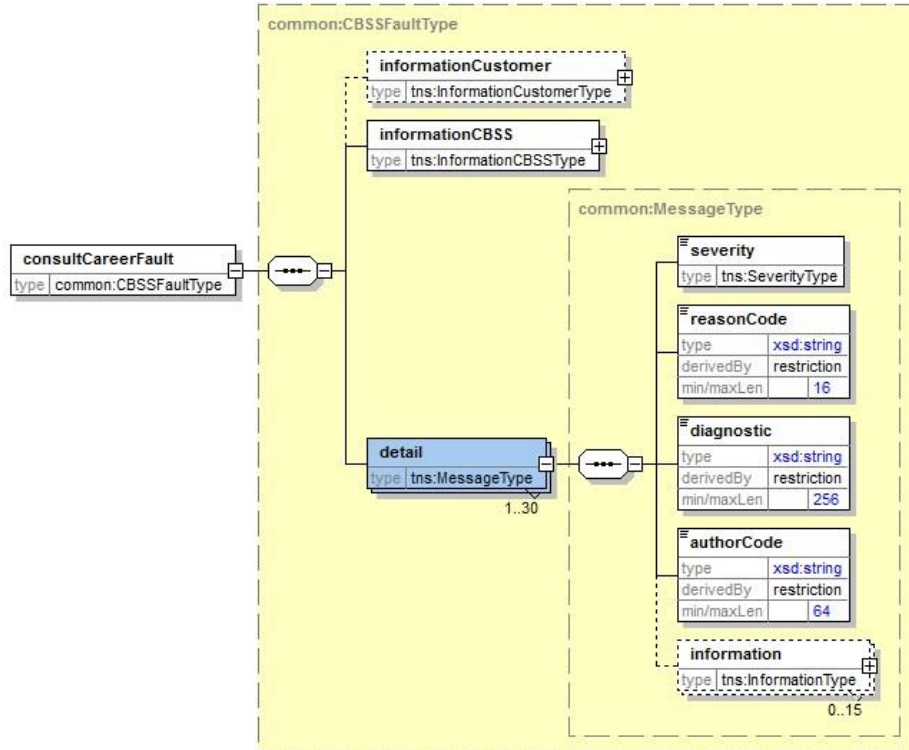 common:CBSSFaultType
informationCustomer
type tns:InformationCustomerType
informationCBSS
type tns:InformationCBSSType
common:MessageType
consultCareerFault
type common:CBSSFaultType
severity
type tns:SeverityType
reasonCode
type xsd:string
derivedBy restriction
min/maxLen 16
detail
type tns:MessageType
1..30
diagnostic
type xsd:string
derivedBy restriction
min/maxLen 256
authorCode
type xsd:string
derivedBy restriction
min/maxLen 64
information
type tns:InformationType
0..15